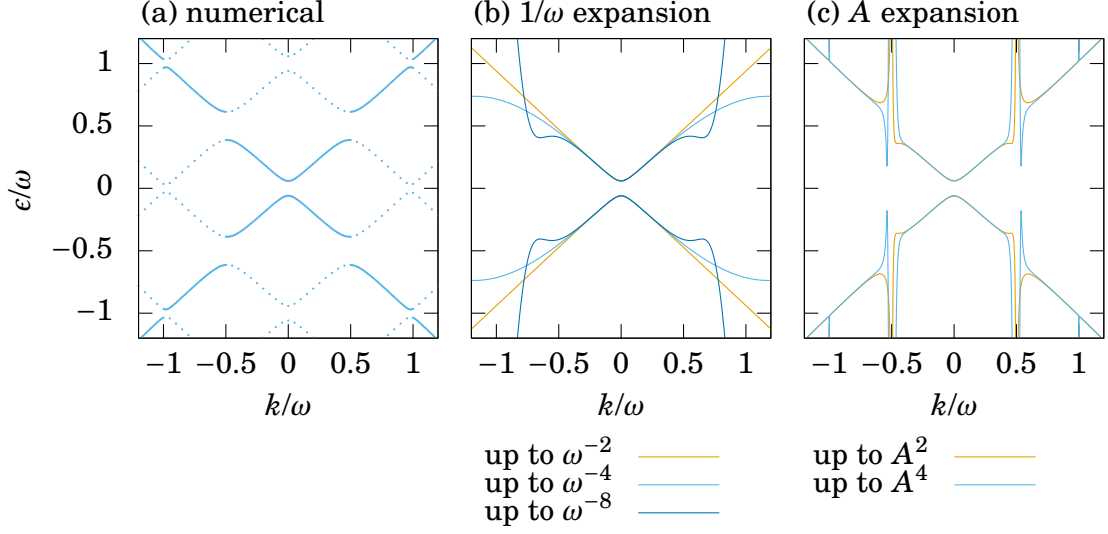 (a) numerical
(b) 1/ω expansion
(c) A expansion
ϵ/ω
1
0.5
0
−0.5
−1
−1 −0.5 0 0.5 1
−1 −0.5 0 0.5 1
−1 −0.5 0 0.5 1
k/ω
k/ω
k/ω
up to ω⁻²
up to ω⁻⁴
up to ω⁻⁸
up to A²
up to A⁴